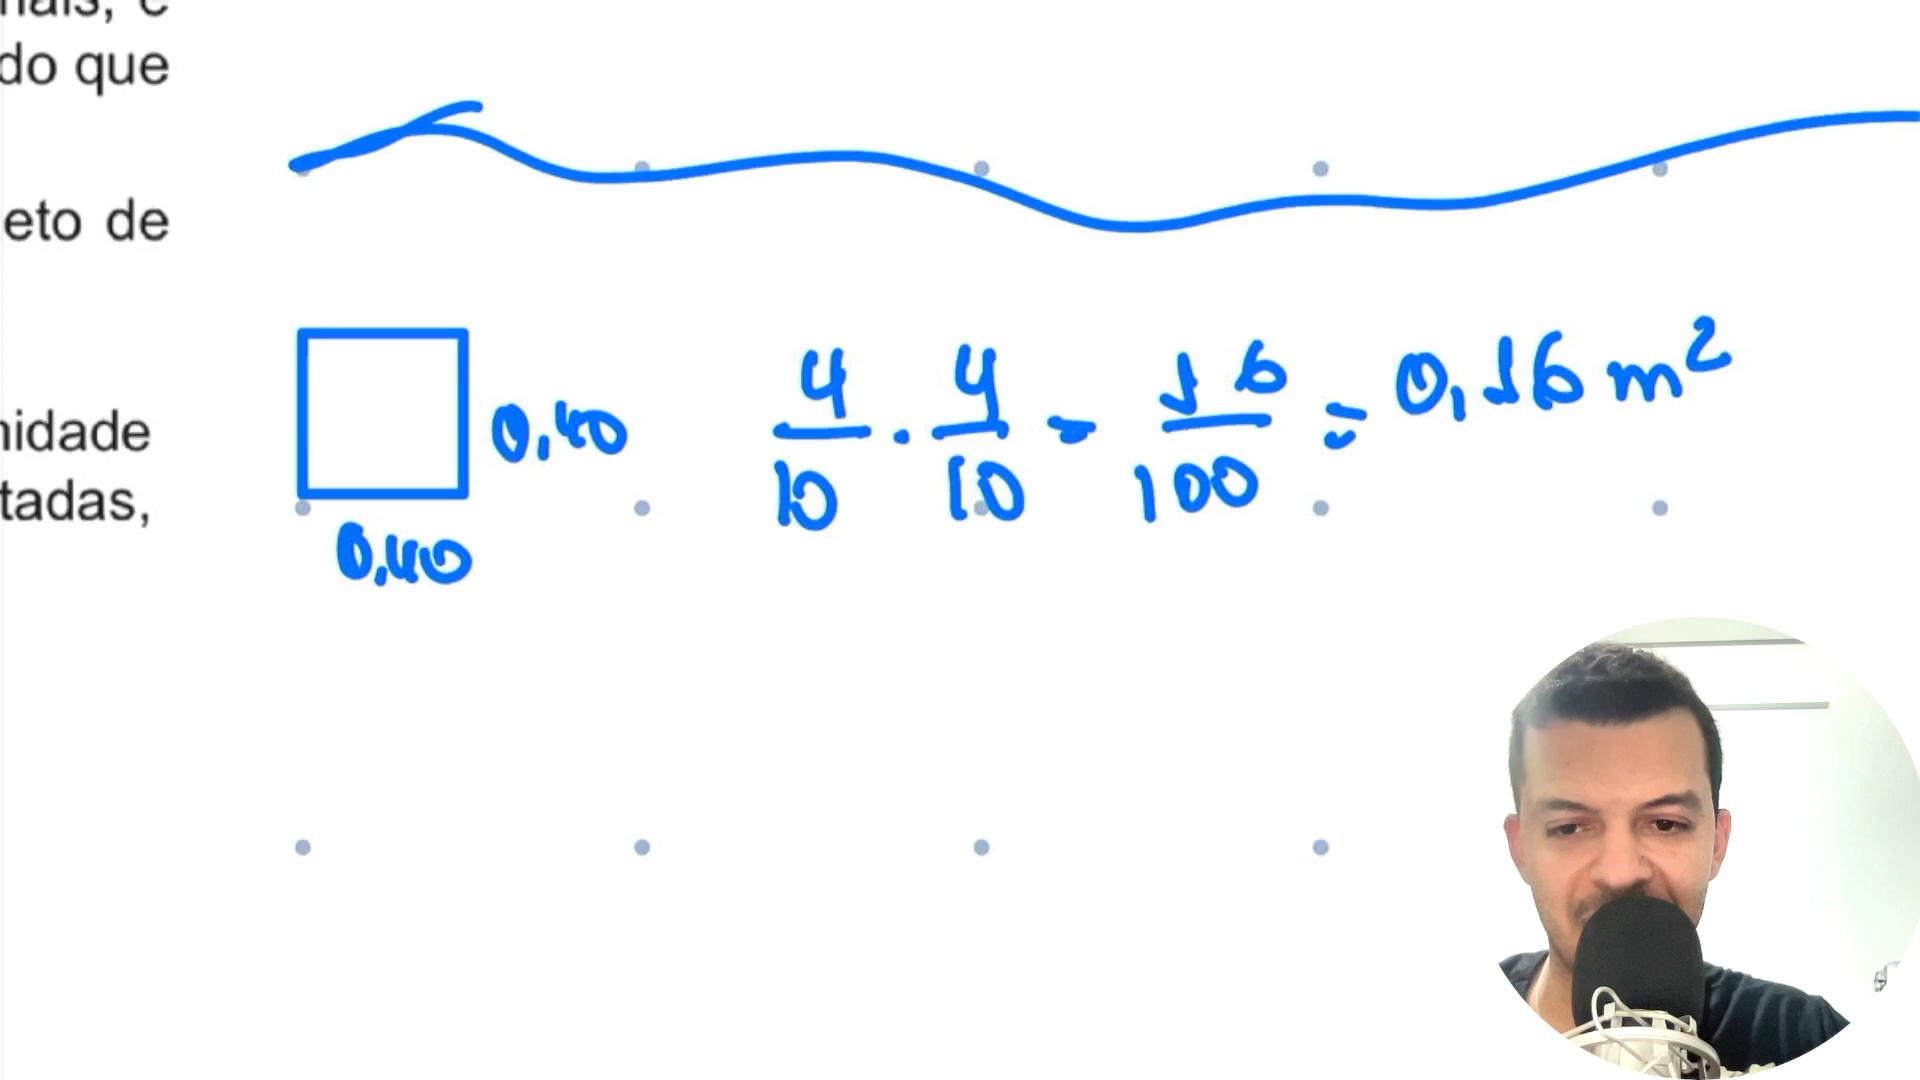 nais, e
do que
eto de
nidade
tadas,
0,40
0,40
4/10 . 4/10 = 16/100 = 0,16 m²